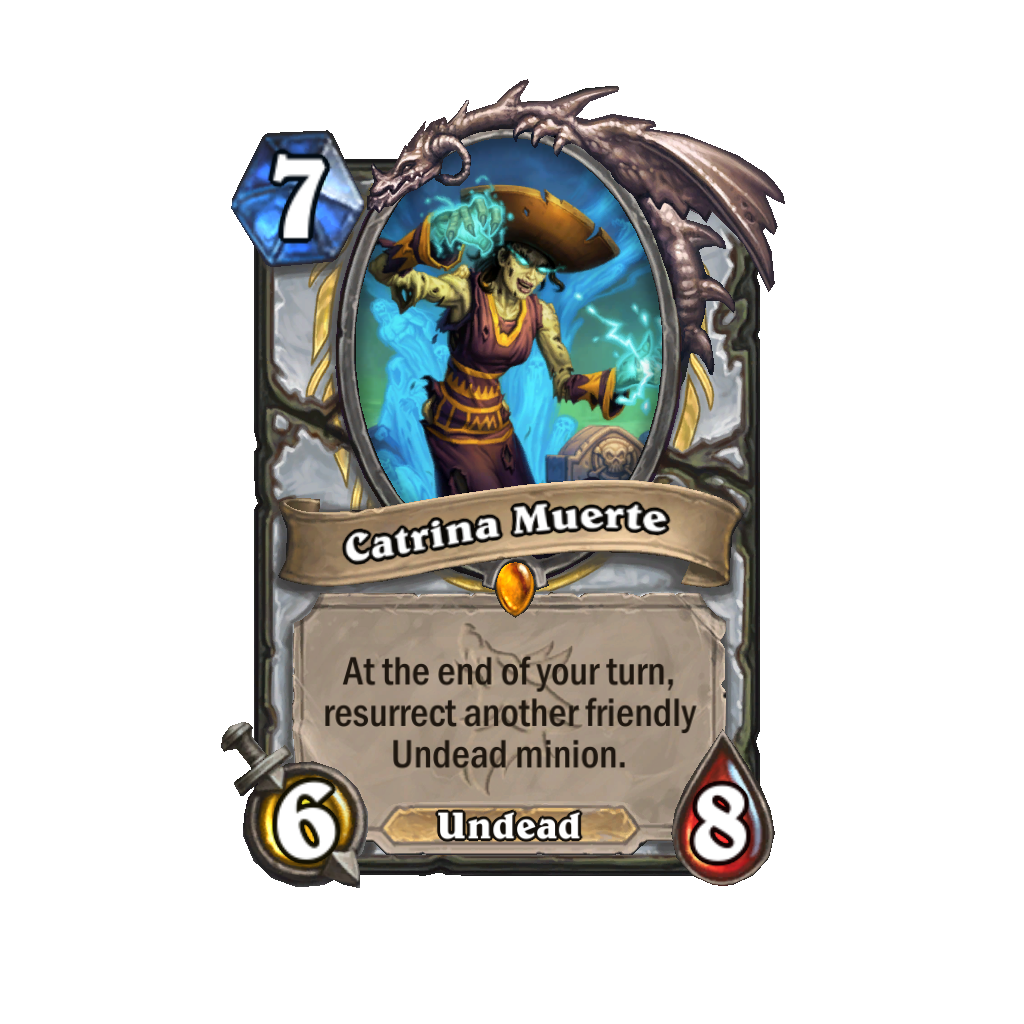 7
Catrina Muerte
At the end of your turn,
resurrect another friendly
Undead minion.
6
Undead
8